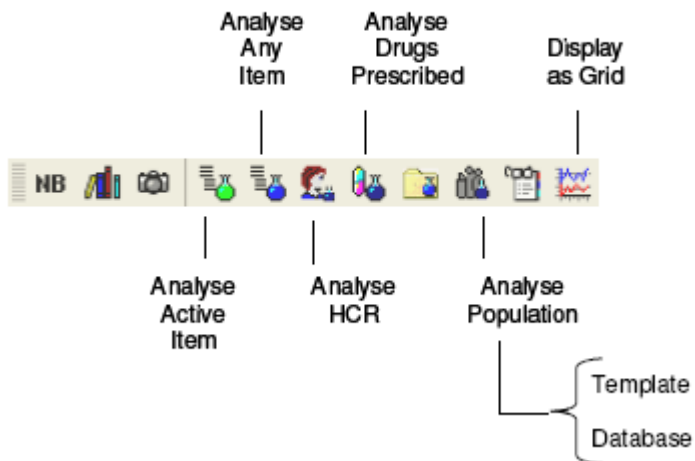 Analyse
Any
Item
Analyse
Drugs
Prescribed
Display
as Grid
NB
Analyse
Active
Item
Analyse
HCR
Analyse
Population
Template
Database